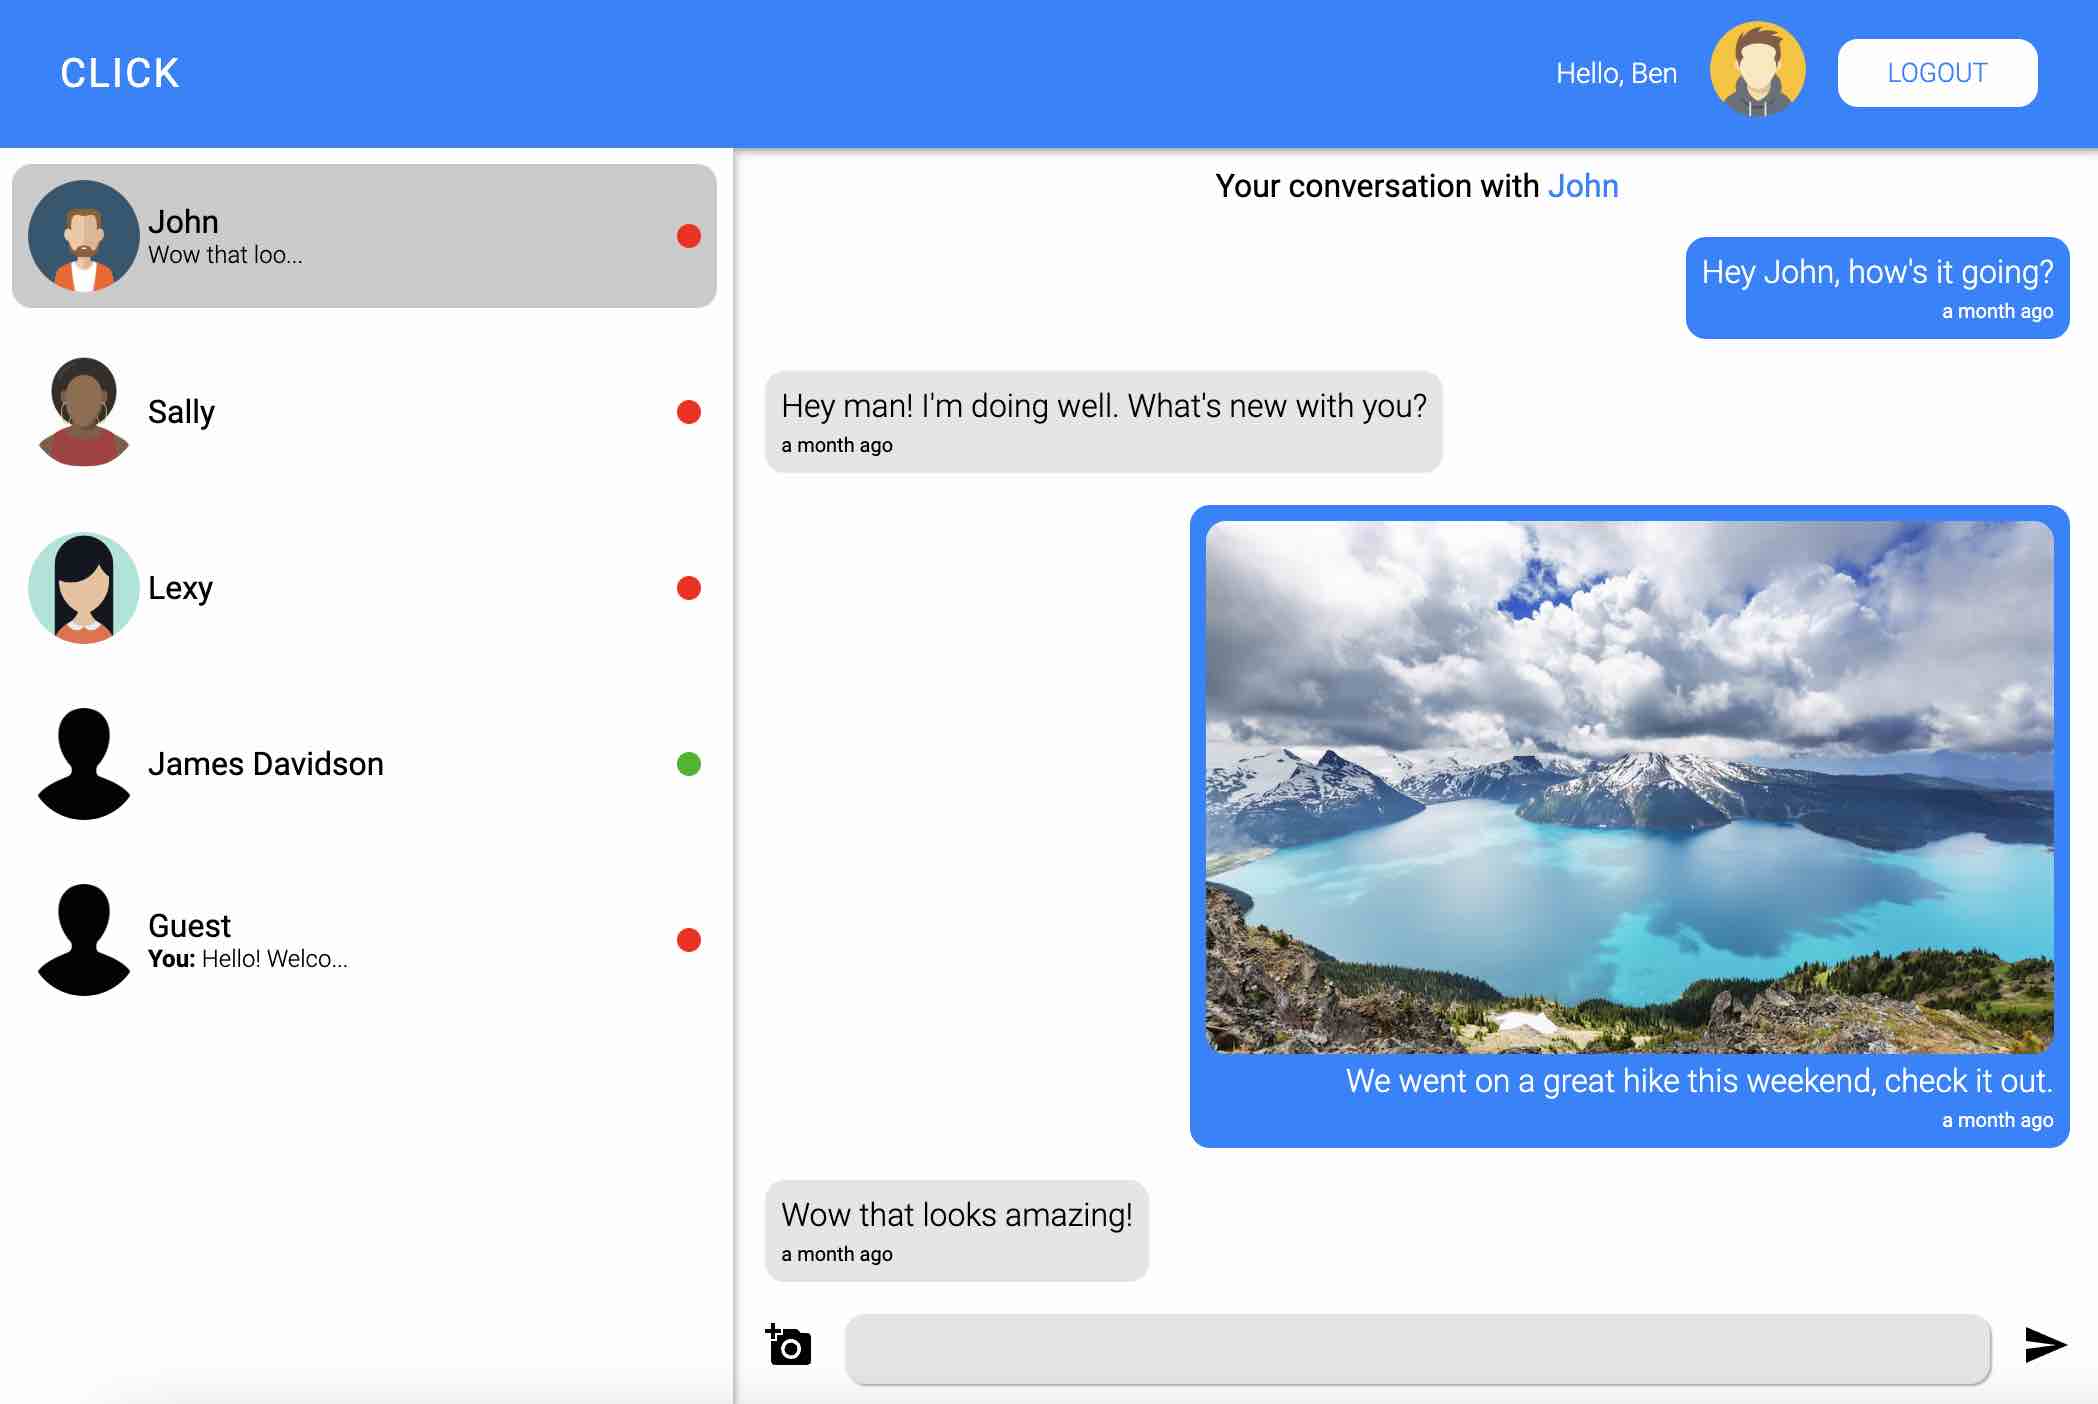 CLICK
Hello, Ben
LOGOUT
John
Wow that loo...
Sally
Lexy
James Davidson
Guest
You: Hello! Welco...
Your conversation with John
Hey John, how's it going?
a month ago
Hey man! I'm doing well. What's new with you?
a month ago
We went on a great hike this weekend, check it out.
a month ago
Wow that looks amazing!
a month ago